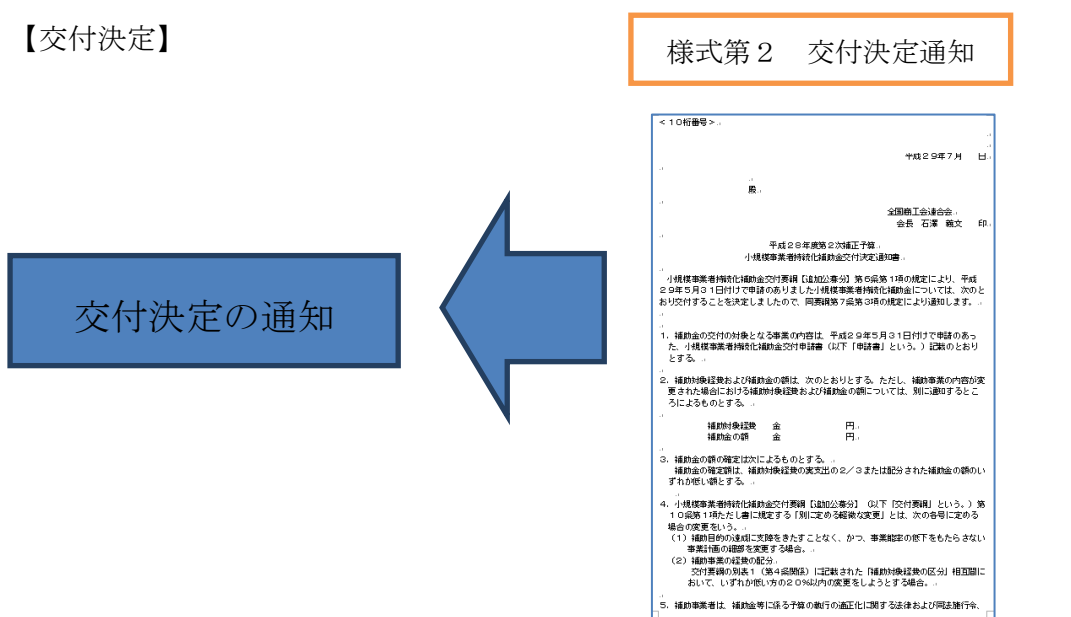 【交付決定】
様式第２　交付決定通知
交付決定の通知
＜１０桁番号＞
平成２９年７月　　日
殿
全国商工会連合会
会長　石澤　義文　　印
平成２８年度第２次補正予算
小規模事業者持続化補助金交付決定通知書
小規模事業者持続化補助金交付要綱【追加公募分】第６条第１項の規定により、平成
２９年５月３１日付けで申請のありました小規模事業者持続化補助金については、次のと
おり交付することを決定しましたので、同要綱第７条第３項の規定により通知します。
１．補助金の交付の対象となる事業の内容は、平成２９年５月３１日付けで申請のあっ
た、小規模事業者持続化補助金交付申請書（以下「申請書」という。）記載のとおり
とする。
２．補助対象経費および補助金の額は、次のとおりとする。ただし、補助事業の内容が変
更された場合における補助対象経費および補助金の額については、別に通知するとこ
ろによるものとする。
補助対象経費　金　　　　　　円
補助金の額　　金　　　　　　円
３．補助金の額の確定は次によるものとする。
補助金の確定額は、補助対象経費の実支出の２／３または配分された補助金の額のい
ずれか低い額とする。
４．小規模事業者持続化補助金交付要綱【追加公募分】（以下「交付要綱」という。）第
１０条第１項ただし書に規定する「別に定める軽微な変更」とは、次の各号に定める
場合の変更をいう。
（１）補助目的の達成に支障をきたすことなく、かつ、事業能率の低下をもたらさない
事業計画の細部を変更する場合。
（２）補助事業の経費の配分
交付要綱の別表１（第４条関係）に記載された「補助対象経費の区分」相互間に
おいて、いずれか低い方の２０％以内の変更をしようとする場合。
５．補助事業者は、補助金等に係る予算の執行の適正化に関する法律および同法施行令、